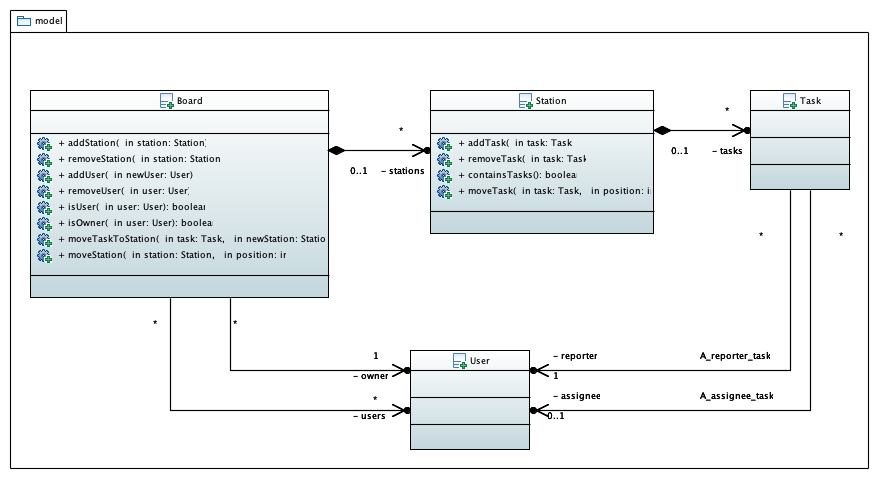 model
Board
+ addStation( in station: Station)
+ removeStation( in station: Station
+ addUser( in newUser: User)
+ removeUser( in user: User)
+ isUser( in user: User): boolear
+ isOwner( in user: User): boolea
+ moveTaskToStation( in task: Task, in newStation: Statio
+ moveStation( in station: Station, in position: ir
*
0..1 - stations
Station
+ addTask( in task: Task
+ removeTask( in task: Task
+ containsTasks(): boolea
+ moveTask( in task: Task, in position: i
*
0..1 - tasks
Task
* *
* *
1
- owner
*
- users
User
- reporter A_reporter_task
1
- assignee A_assignee_task
0..1